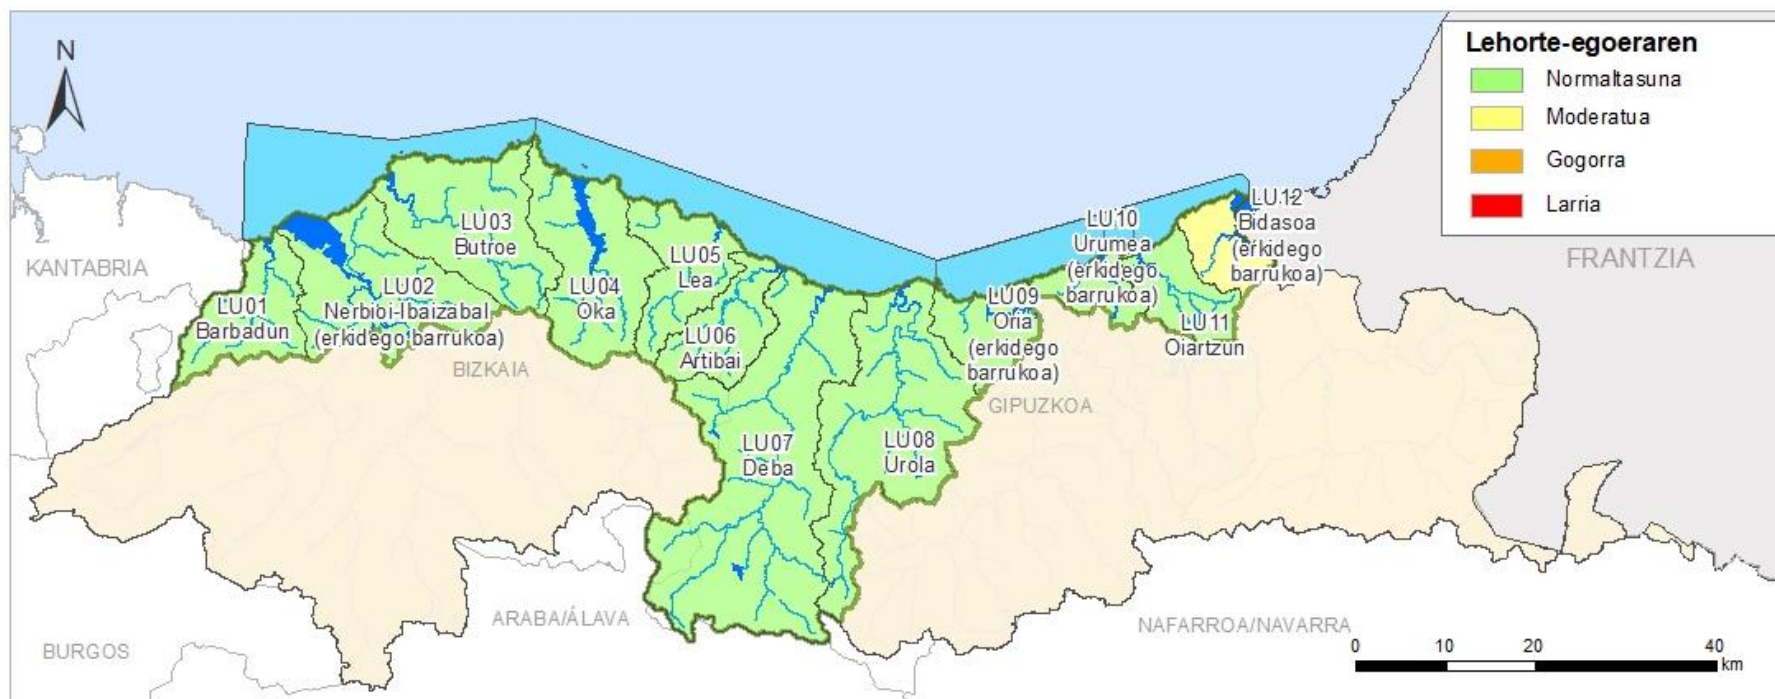 N
Lehorte-egoeraren
Normaltasuna
Moderatua
Gogorra
Larria
KANTABRIA
LU01
Barbadun
LU02
Nerbioi-Ibaizabal
(erkidego barrukoa)
LU03
Butroe
LU04
Oka
LU05
Lea
LU06
Artibai
LU07
Deba
LU08
Urola
LU09
Oria
(erkidego
barrukoa)
LU10
Urumea
(erkidego
barrukoa)
LU11
Oiartzun
LU12
Bidasoa
(erkidego
barrukoa)
FRANTZIA
BIZKAIA
GIPUZKOA
ARABA/ÁLAVA
NAFARROA/NAVARRA
BURGOS
0 10 20 40
km